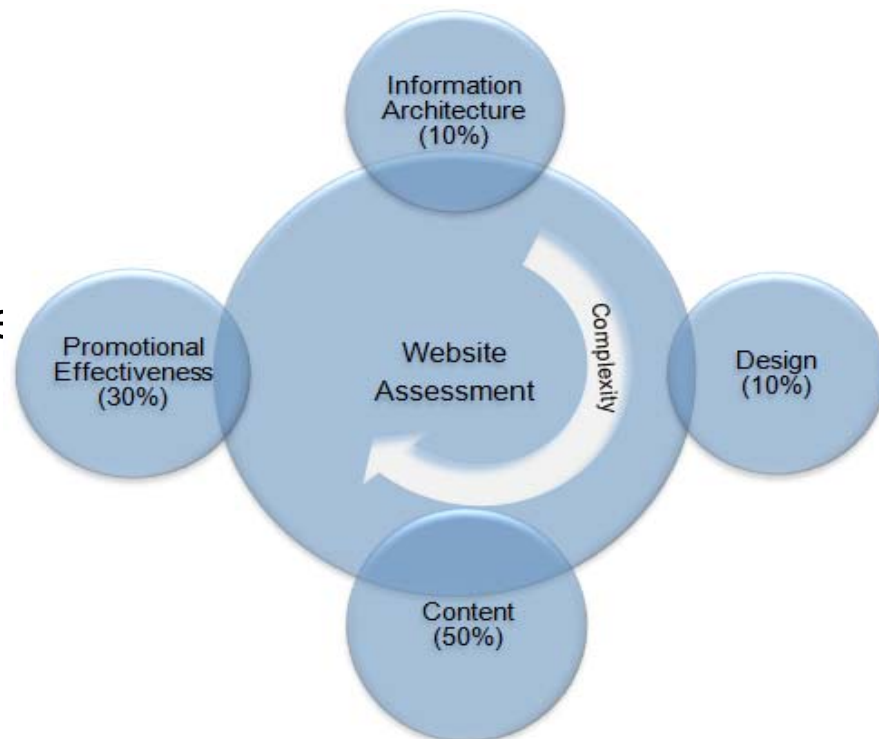 Information
Architecture
(10%)
Promotional
Effectiveness
(30%)
Website
Assessment
Complexity
Design
(10%)
Content
(50%)